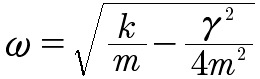 ω = √(k/m − γ²/4m²)